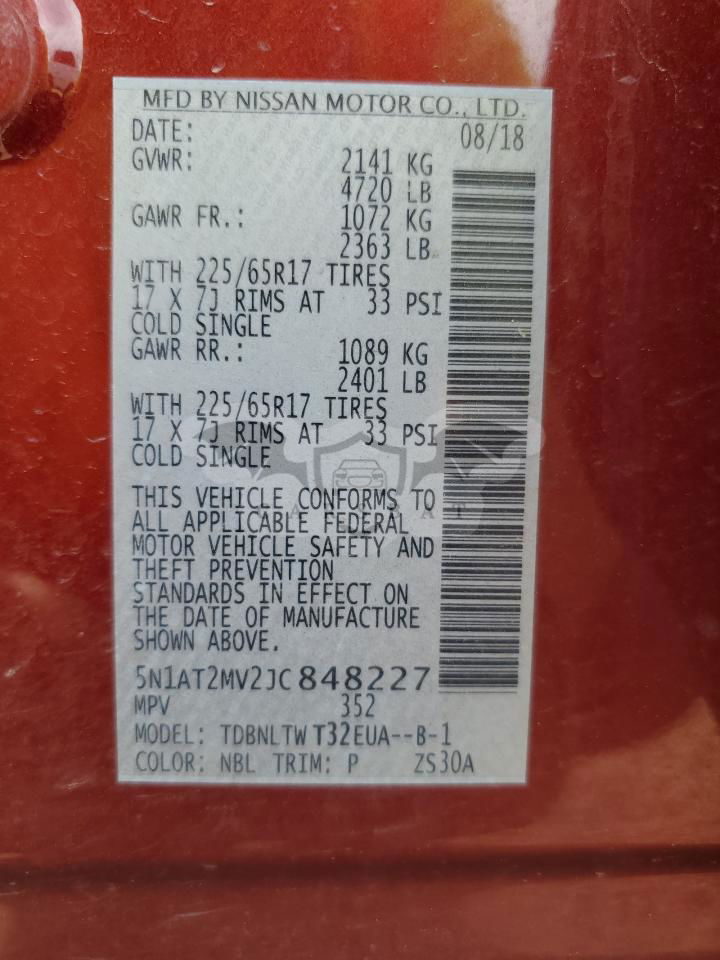 MFD BY NISSAN MOTOR CO., LTD.
DATE: 08/18
GVWR: 2141 KG
4720 LB
GAWR FR.: 1072 KG
2363 LB
WITH 225/65R17 TIRES
17 X 7J RIMS AT 33 PSI
COLD SINGLE
GAWR RR.: 1089 KG
2401 LB
WITH 225/65R17 TIRES
17 X 7J RIMS AT 33 PSI
COLD SINGLE
THIS VEHICLE CONFORMS TO
ALL APPLICABLE FEDERAL
MOTOR VEHICLE SAFETY AND
THEFT PREVENTION
STANDARDS IN EFFECT ON
THE DATE OF MANUFACTURE
SHOWN ABOVE.
5N1AT2MV2JC848227
MPV 352
MODEL: TDBNLTW T32EUA--B-1
COLOR: NBL TRIM: P ZS30A